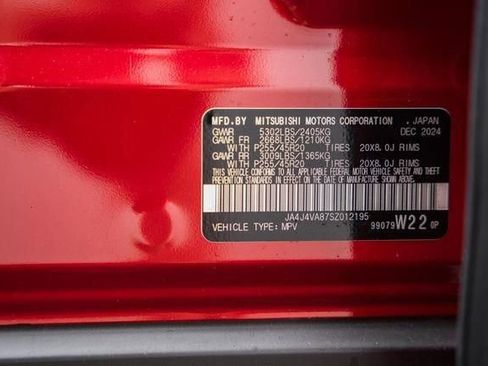 MFD.BY MITSUBISHI MOTORS CORPORATION , JAPAN
GVWR 5302LBS/2405KG DEC 2024
GAWR FR 2668LBS/1210KG
WITH P255/45R20 TIRES 20X8.0J RIMS
GAWR RR 3009LBS/1365KG
WITH P255/45R20 TIRES 20X8.0J RIMS
THIS VEHICLE CONFORMS TO ALL APPLICABLE FEDERAL MOTOR VEHICLE SAFETY AND THEFT
PREVENTION STANDARDS IN EFFECT ON THE DATE OF MANUFACTURE SHOWN ABOVE.
JA4J4VA87SZ012195
VEHICLE TYPE: MPV 99079 W22 0P